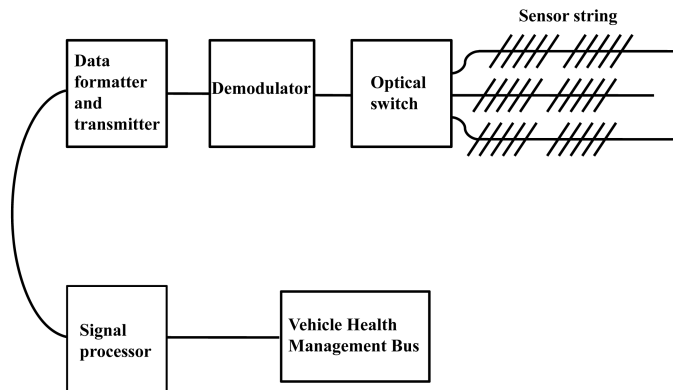 Sensor string
Data
formatter
and
transmitter
Demodulator
Optical
switch
Signal
processor
Vehicle Health
Management Bus